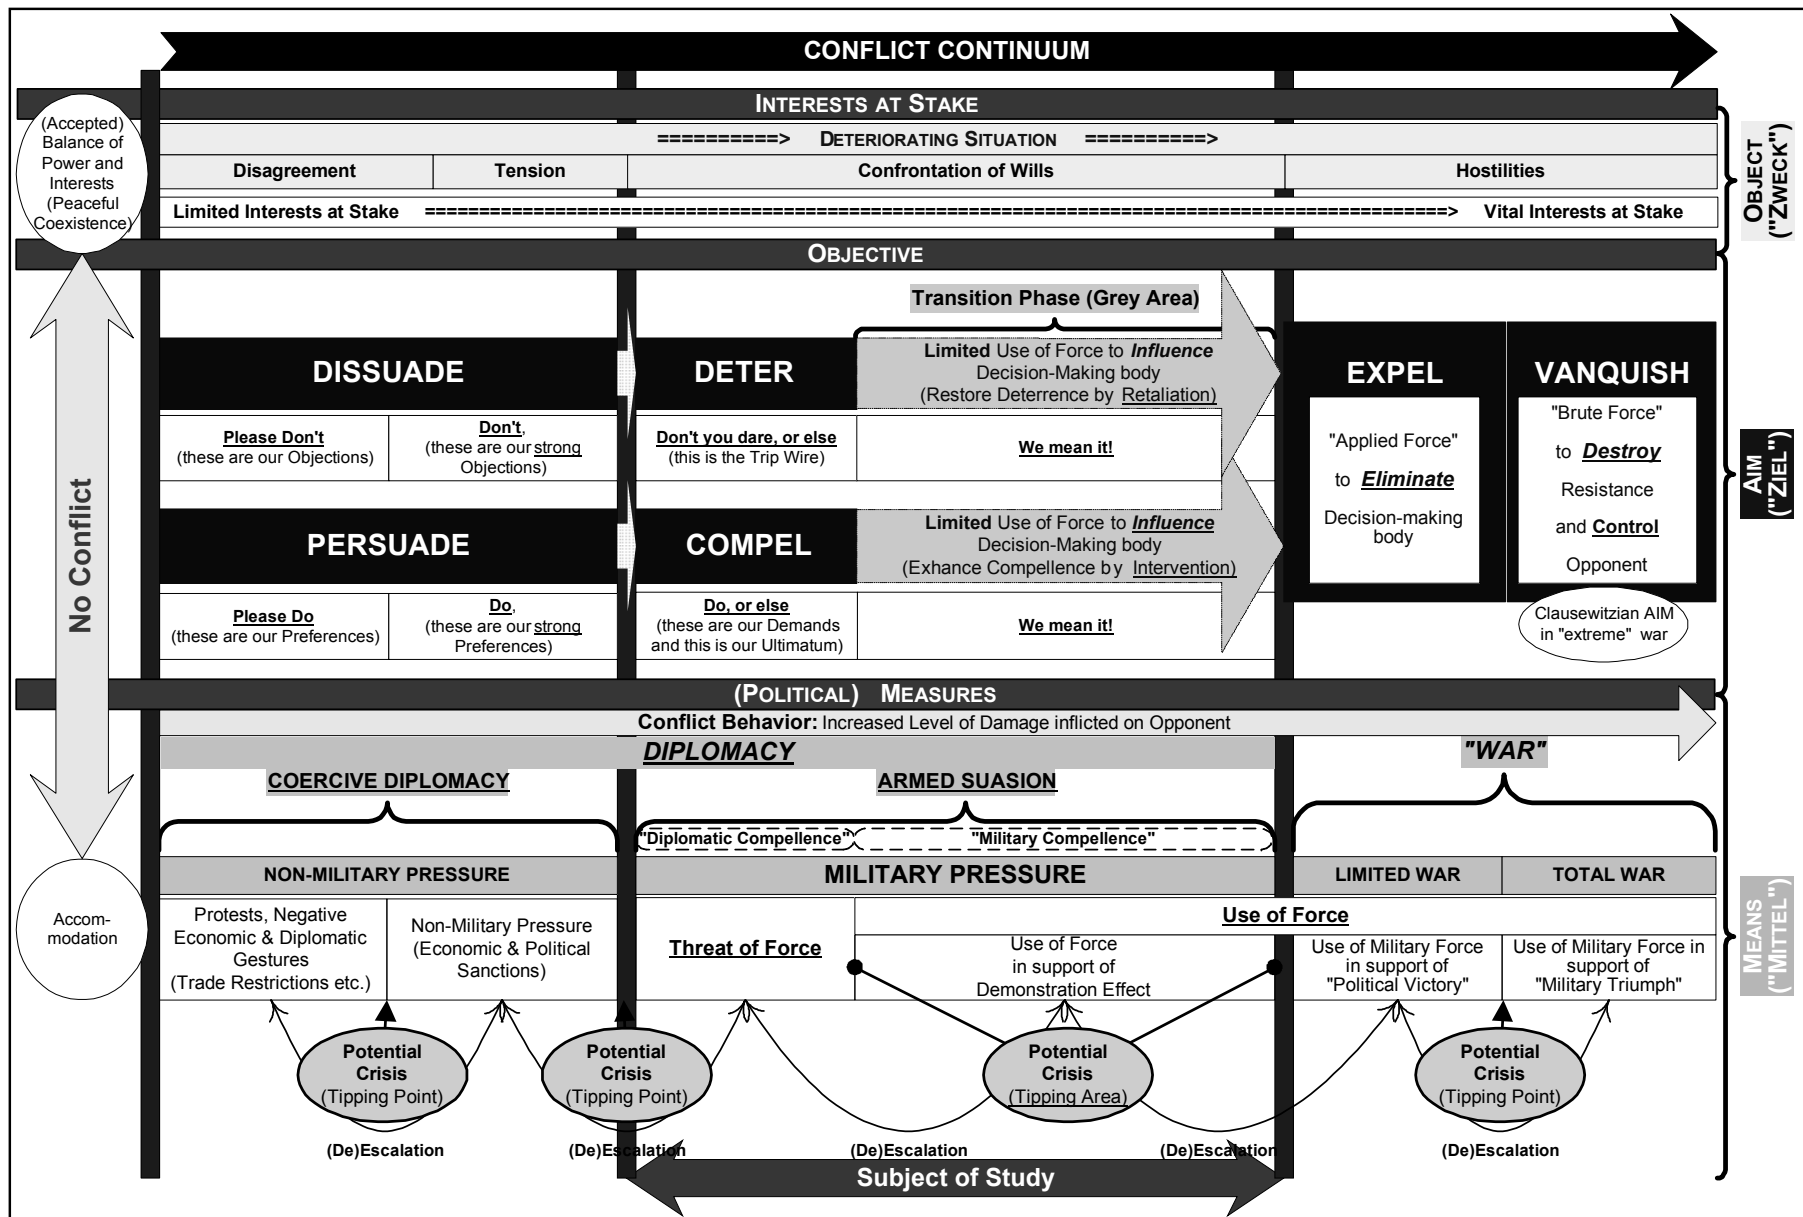 CONFLICT CONTINUUM
INTERESTS AT STAKE
(Accepted)
Balance of
Power and
Interests
(Peaceful
Coexistence)
==========> DETERIORATING SITUATION ==========>
Disagreement Tension Confrontation of Wills Hostilities
Limited Interests at Stake ============================================================================> Vital Interests at Stake
OBJECT
("ZWECK")
OBJECTIVE
Transition Phase (Grey Area)
DISSUADE
DETER
Limited Use of Force to Influence
Decision-Making body
(Restore Deterrence by Retaliation)
EXPEL
VANQUISH
Please Don't
(these are our Objections)
Don't,
(these are our strong
Objections)
Don't you dare, or else
(this is the Trip Wire)
We mean it!
"Applied Force"
to Eliminate
Decision-making
body
"Brute Force"
to Destroy
Resistance
and Control
Opponent
PERSUADE
COMPEL
Limited Use of Force to Influence
Decision-Making body
(Exhance Compellence by Intervention)
Please Do
(these are our Preferences)
Do,
(these are our strong
Preferences)
Do, or else
(these are our Demands
and this is our Ultimatum)
We mean it!
Clausewitzian AIM
in "extreme" war
AIM
("ZIEL")
No Conflict
(POLITICAL) MEASURES
Conflict Behavior: Increased Level of Damage inflicted on Opponent
DIPLOMACY
"WAR"
COERCIVE DIPLOMACY
ARMED SUASION
"Diplomatic Compellence"
"Military Compellence"
NON-MILITARY PRESSURE
MILITARY PRESSURE
LIMITED WAR
TOTAL WAR
Accom-
modation
Protests, Negative
Economic & Diplomatic
Gestures
(Trade Restrictions etc.)
Non-Military Pressure
(Economic & Political
Sanctions)
Threat of Force
Use of Force
Use of Force
in support of
Demonstration Effect
Use of Military Force
in support of
"Political Victory"
Use of Military Force in
support of
"Military Triumph"
MEANS
("MITTEL")
Potential
Crisis
(Tipping Point)
Potential
Crisis
(Tipping Point)
Potential
Crisis
(Tipping Area)
Potential
Crisis
(Tipping Point)
(De)Escalation
(De)Escalation
(De)Escalation
(De)Escalation
(De)Escalation
Subject of Study